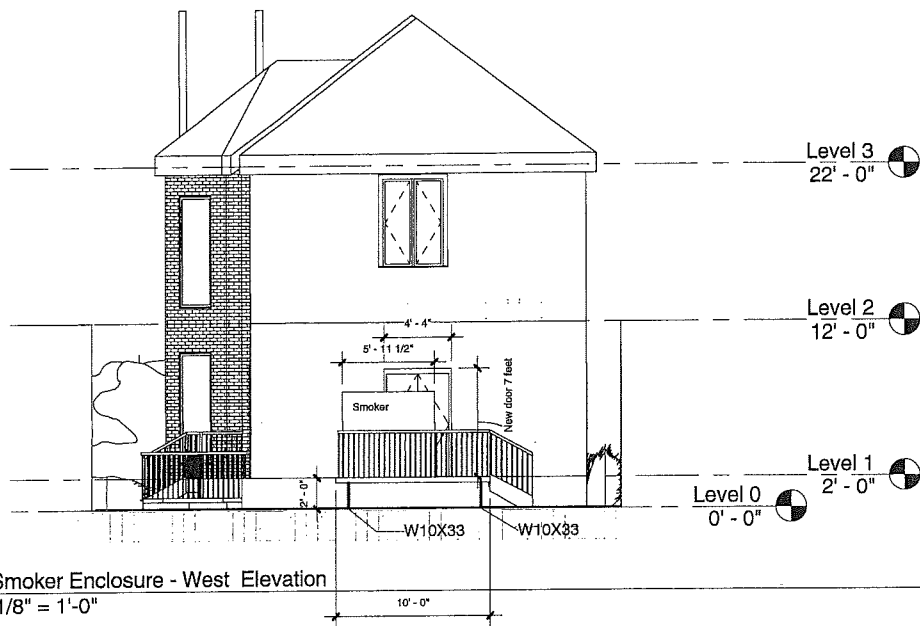 Level 3
22' - 0"
Level 2
12' - 0"
4' - 4"
5' - 11 1/2"
New door 7 feet
Smoker
Level 1
2' - 0"
Level 0
0' - 0"
2' - 0"
W10X33
W10X33
Smoker Enclosure - West Elevation
1/8" = 1'-0"
10' - 0"